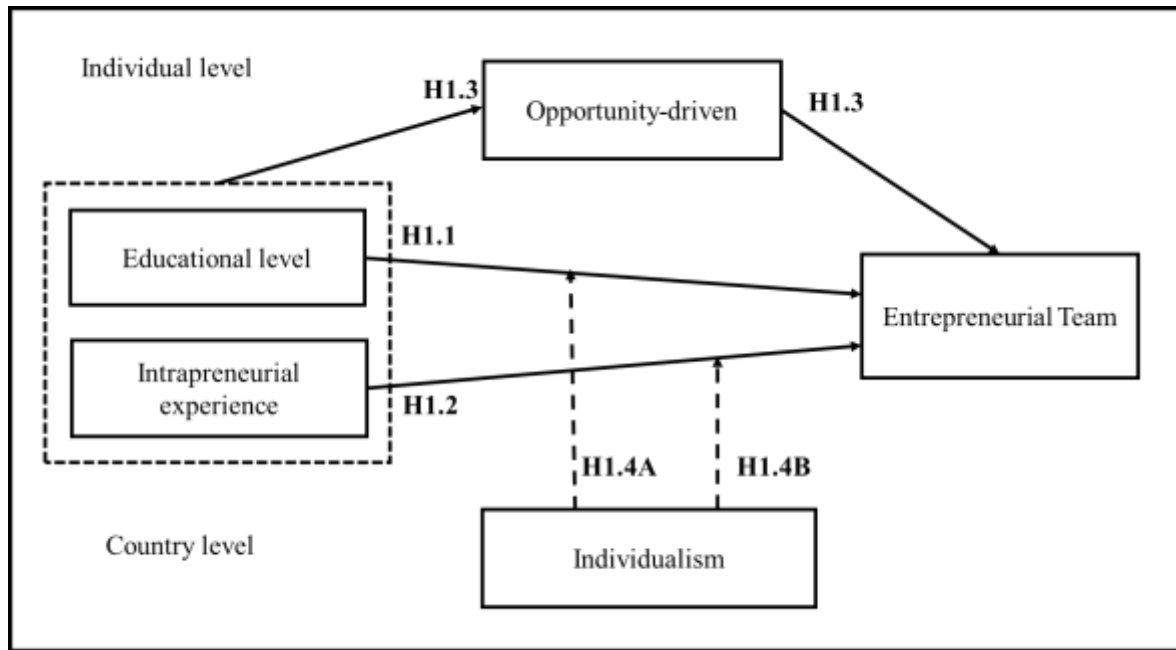 Individual level
H1.3
Opportunity-driven
H1.3
Educational level
H1.1
Entrepreneurial Team
Intrapreneurial
experience
H1.2
H1.4A
H1.4B
Country level
Individualism